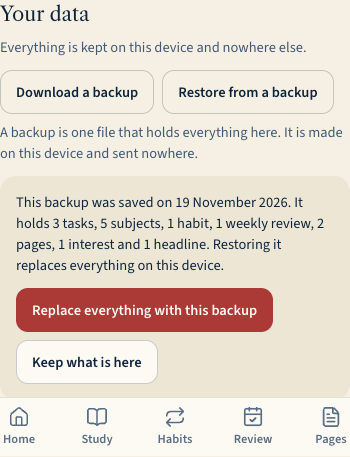 Your data
Everything is kept on this device and nowhere else.
Download a backup
Restore from a backup
A backup is one file that holds everything here. It is made
on this device and sent nowhere.
This backup was saved on 19 November 2026. It
holds 3 tasks, 5 subjects, 1 habit, 1 weekly review, 2
pages, 1 interest and 1 headline. Restoring it
replaces everything on this device.
Replace everything with this backup
Keep what is here
Home
Study
Habits
Review
Pages